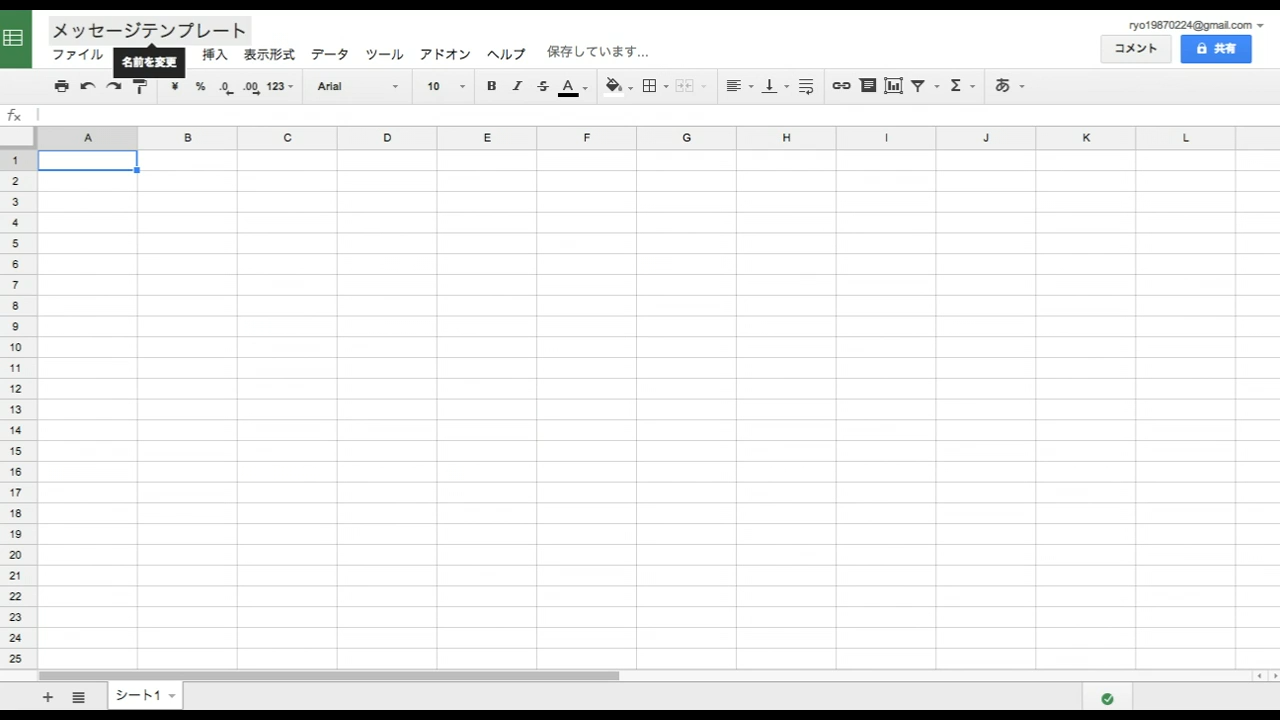 メッセージテンプレート
ryo19870224@gmail.com
ファイル 挿入 表示形式 データ ツール アドオン ヘルプ 保存しています...
コメント 共有
名前を変更
¥ % .0 .00 123 Arial 10 B I S A Σ あ
fx
A B C D E F G H I J K L
1
2
3
4
5
6
7
8
9
10
11
12
13
14
15
16
17
18
19
20
21
22
23
24
25
シート1